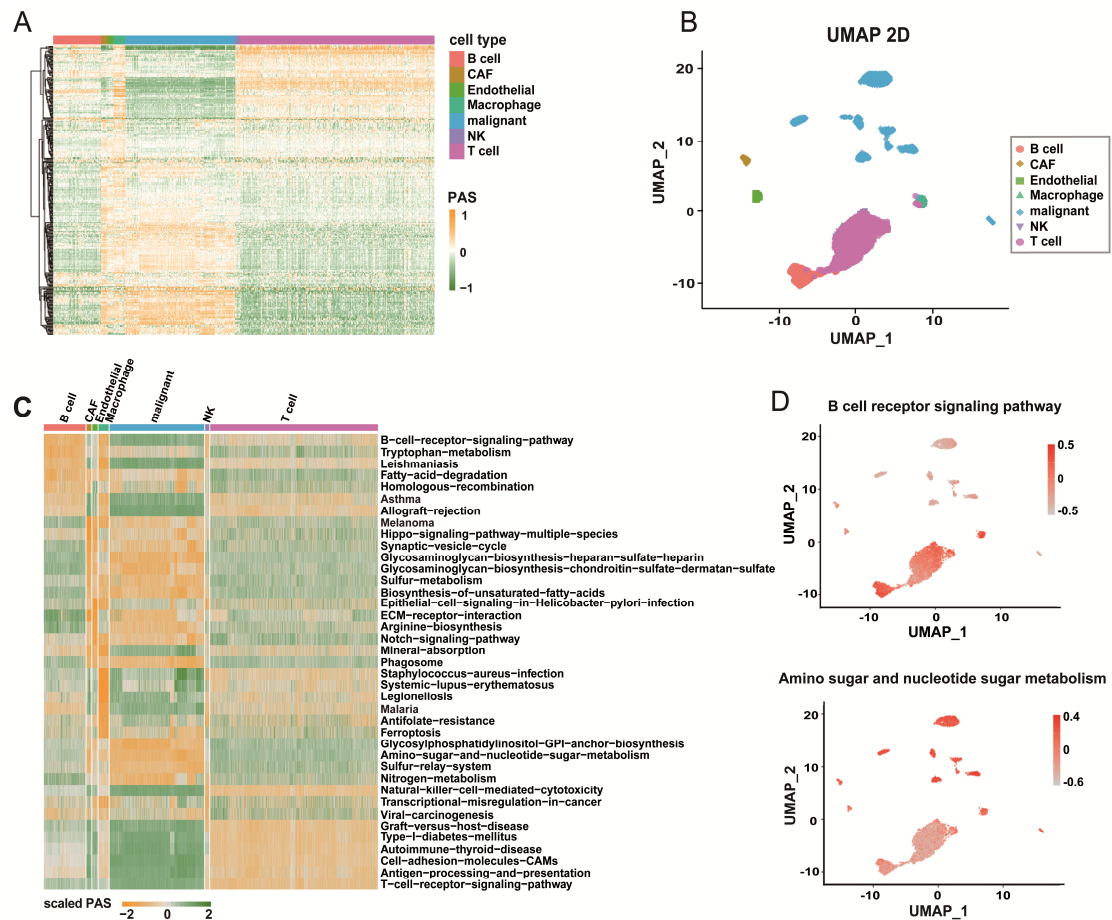 A
cell type
B cell
CAF
Endothelial
Macrophage
malignant
NK
T cell
PAS
1
0
−1
B
UMAP 2D
UMAP_2
20
10
0
-10
-10
0
10
UMAP_1
B cell
CAF
Endothelial
Macrophage
malignant
NK
T cell
C
B cell
CAF
Endothelial
Macrophage
malignant
NK
T cell
B−cell−receptor−signaling−pathway
Tryptophan−metabolism
Leishmaniasis
Fatty−acid−degradation
Homologous−recombination
Asthma
Allograft−rejection
Melanoma
Hippo−signaling−pathway−multiple−species
Synaptic−vesicle−cycle
Glycosaminoglycan−biosynthesis−heparan−sulfate−heparin
Glycosaminoglycan−biosynthesis−chondroitin−sulfate−dermatan−sulfate
Sulfur−metabolism
Biosynthesis−of−unsaturated−fatty−acids
Epithelial−cell−signaling−in−Helicobacter−pylori−infection
ECM−receptor−interaction
Arginine−biosynthesis
Notch−signaling−pathway
Mineral−absorption
Phagosome
Staphylococcus−aureus−infection
Systemic−lupus−erythematosus
Legionellosis
Malaria
Antifolate−resistance
Ferroptosis
Glycosylphosphatidylinositol−GPI−anchor−biosynthesis
Amino−sugar−and−nucleotide−sugar−metabolism
Sulfur−relay−system
Nitrogen−metabolism
Natural−killer−cell−mediated−cytotoxicity
Transcriptional−misregulation−in−cancer
Viral−carcinogenesis
Graft−versus−host−disease
Type−I−diabetes−mellitus
Autoimmune−thyroid−disease
Cell−adhesion−molecules−CAMs
Antigen−processing−and−presentation
T−cell−receptor−signaling−pathway
scaled PAS
−2
0
2
D
B cell receptor signaling pathway
UMAP_2
20
10
0
-10
0.5
0
-0.5
-10
0
10
UMAP_1
Amino sugar and nucleotide sugar metabolism
UMAP_2
20
10
0
-10
0.4
0
-0.6
-10
0
10
UMAP_1